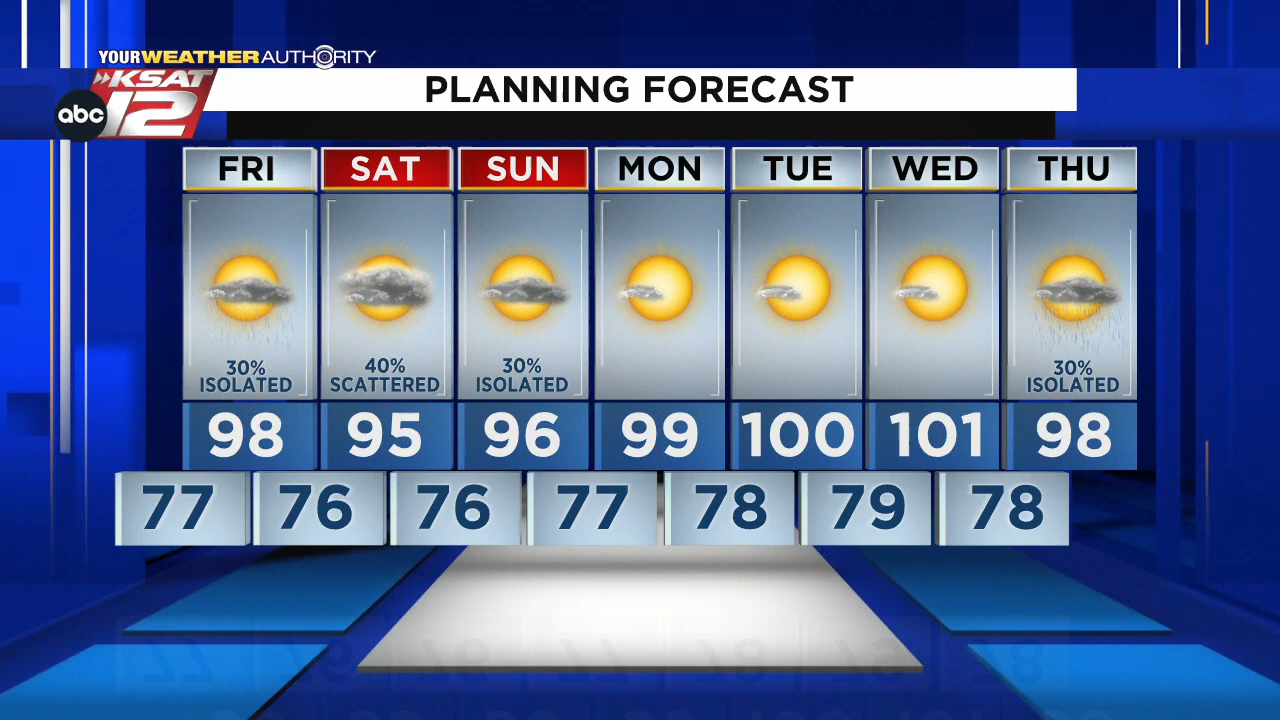 YOURWEATHERAUTHORITY
KSAT
abc 12
PLANNING FORECAST
FRI SAT SUN MON TUE WED THU
30% 40% 30% 30%
ISOLATED SCATTERED ISOLATED ISOLATED
98 95 96 99 100 101 98
77 76 76 77 78 79 78